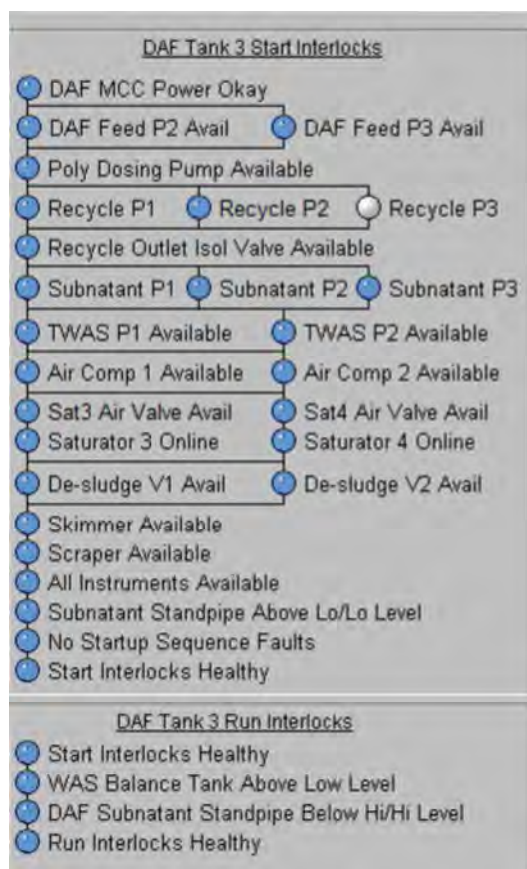 DAF Tank 3 Start Interlocks
DAF MCC Power Okay
DAF Feed P2 Avail DAF Feed P3 Avail
Poly Dosing Pump Available
Recycle P1 Recycle P2 Recycle P3
Recycle Outlet Isol Valve Available
Subnatant P1 Subnatant P2 Subnatant P3
TWAS P1 Available TWAS P2 Available
Air Comp 1 Available Air Comp 2 Available
Sat3 Air Valve Avail Sat4 Air Valve Avail
Saturator 3 Online Saturator 4 Online
De-sludge V1 Avail De-sludge V2 Avail
Skimmer Available
Scraper Available
All Instruments Available
Subnatant Standpipe Above Lo/Lo Level
No Startup Sequence Faults
Start Interlocks Healthy
DAF Tank 3 Run Interlocks
Start Interlocks Healthy
WAS Balance Tank Above Low Level
DAF Subnatant Standpipe Below Hi/Hi Level
Run Interlocks Healthy